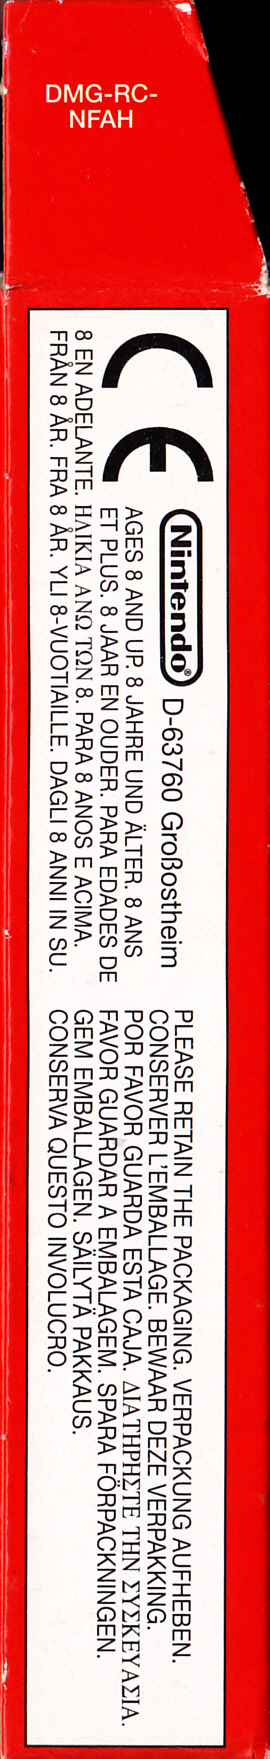 DMG-RC-
NFAH
CE
Nintendo® D-63760 Großostheim
AGES 8 AND UP. 8 JAHRE UND ÄLTER. 8 ANS
ET PLUS. 8 JAAR EN OUDER. PARA EDADES DE
8 EN ADELANTE. ΗΛΙΚΙΑ ΑΝΩ ΤΩΝ 8. PARA 8 ANOS E ACIMA.
FRÅN 8 ÅR. FRA 8 ÅR. YLI 8-VUOTIAILLE. DAGLI 8 ANNI IN SU.
PLEASE RETAIN THE PACKAGING. VERPACKUNG AUFHEBEN.
CONSERVER L'EMBALLAGE. BEWAAR DEZE VERPAKKING.
POR FAVOR GUARDA ESTA CAJA. ΔΙΑΤΗΡΗΣΤΕ ΤΗΝ ΣΥΣΚΕΥΑΣΙΑ.
FAVOR GUARDAR A EMBALAGEM. SPARA FÖRPACKNINGEN.
GEM EMBALLAGEN. SÄILYTÄ PAKKAUS.
CONSERVA QUESTO INVOLUCRO.